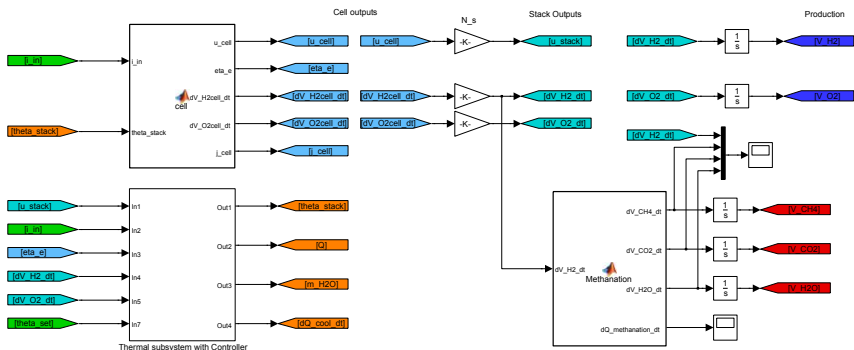 Cell outputs
N_s
Stack Outputs
Production
[i_in]
i_in
u_cell
[u_cell]
[u_cell]
-K-
[u_stack]
[dV_H2_dt]
1
s
[V_H2]
eta_e
[eta_e]
cell
dV_H2cell_dt
[dV_H2cell_dt]
[dV_H2cell_dt]
-K-
[dV_H2_dt]
[dV_O2_dt]
1
s
[V_O2]
[theta_stack]
theta_stack
dV_O2cell_dt
[dV_O2cell_dt]
[dV_O2cell_dt]
-K-
[dV_O2_dt]
[dV_H2_dt]
j_cell
[j_cell]
[u_stack]
In1
Out1
[theta_stack]
[i_in]
In2
[eta_e]
In3
Out2
[Q]
[dV_H2_dt]
In4
Out3
[m_H2O]
[dV_O2_dt]
In5
[theta_set]
In7
Out4
[dQ_cool_dt]
Thermal subsystem with Controller
dV_H2_dt
Methanation
dV_CH4_dt
1
s
[V_CH4]
dV_CO2_dt
1
s
[V_CO2]
dV_H2O_dt
1
s
[V_H2O]
dQ_methanation_dt